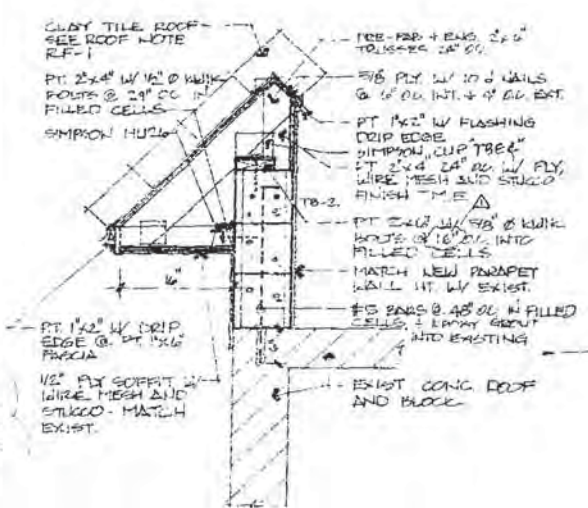 CLAY TILE ROOF
SEE ROOF NOTE
RF-1
PT. 2"x4" W/ 1/2" Ø KWIK
BOLTS @ 24" OC IN
FILLED CELLS
SIMPSON
PT. 1"x2" W/ DRIP
EDGE @ PT. 1"x6"
FASCIA
1/2" PLY SOFFIT W/
WIRE MESH AND
STUCCO - MATCH
EXIST.
16"
TB-2
PRE-FAB + ENG. 2"x6"
TRUSSES 24" OC.
5/8 PLY. W/ 10 d NAILS
@ 6" OC. INT. + 4" OC. EXT.
PT 1"x2" W/ FLASHING
DRIP EDGE
SIMPSON CLIP
PT. 2"x4" 24" OC. W/ PLY,
WIRE MESH AND STUCCO
FINISH
PT. 2x6 W/ 5/8" Ø KWIK
BOLTS @ 16" OC. INTO
FILLED CELLS
MATCH NEW PARAPET
WALL HT. W/ EXIST.
#5 BARS @ 48" OC IN FILLED
CELLS + EPOXY GROUT
INTO EXISTING
EXIST CONC. ROOF
AND BLOCK